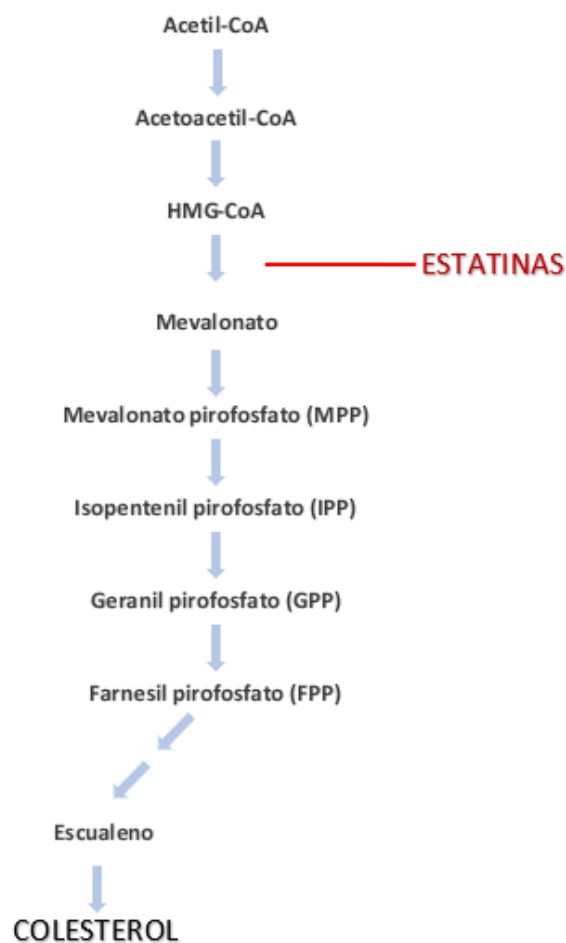 Acetil-CoA
Acetoacetil-CoA
HMG-CoA
ESTATINAS
Mevalonato
Mevalonato pirofosfato (MPP)
Isopentenil pirofosfato (IPP)
Geranil pirofosfato (GPP)
Farnesil pirofosfato (FPP)
Escualeno
COLESTEROL